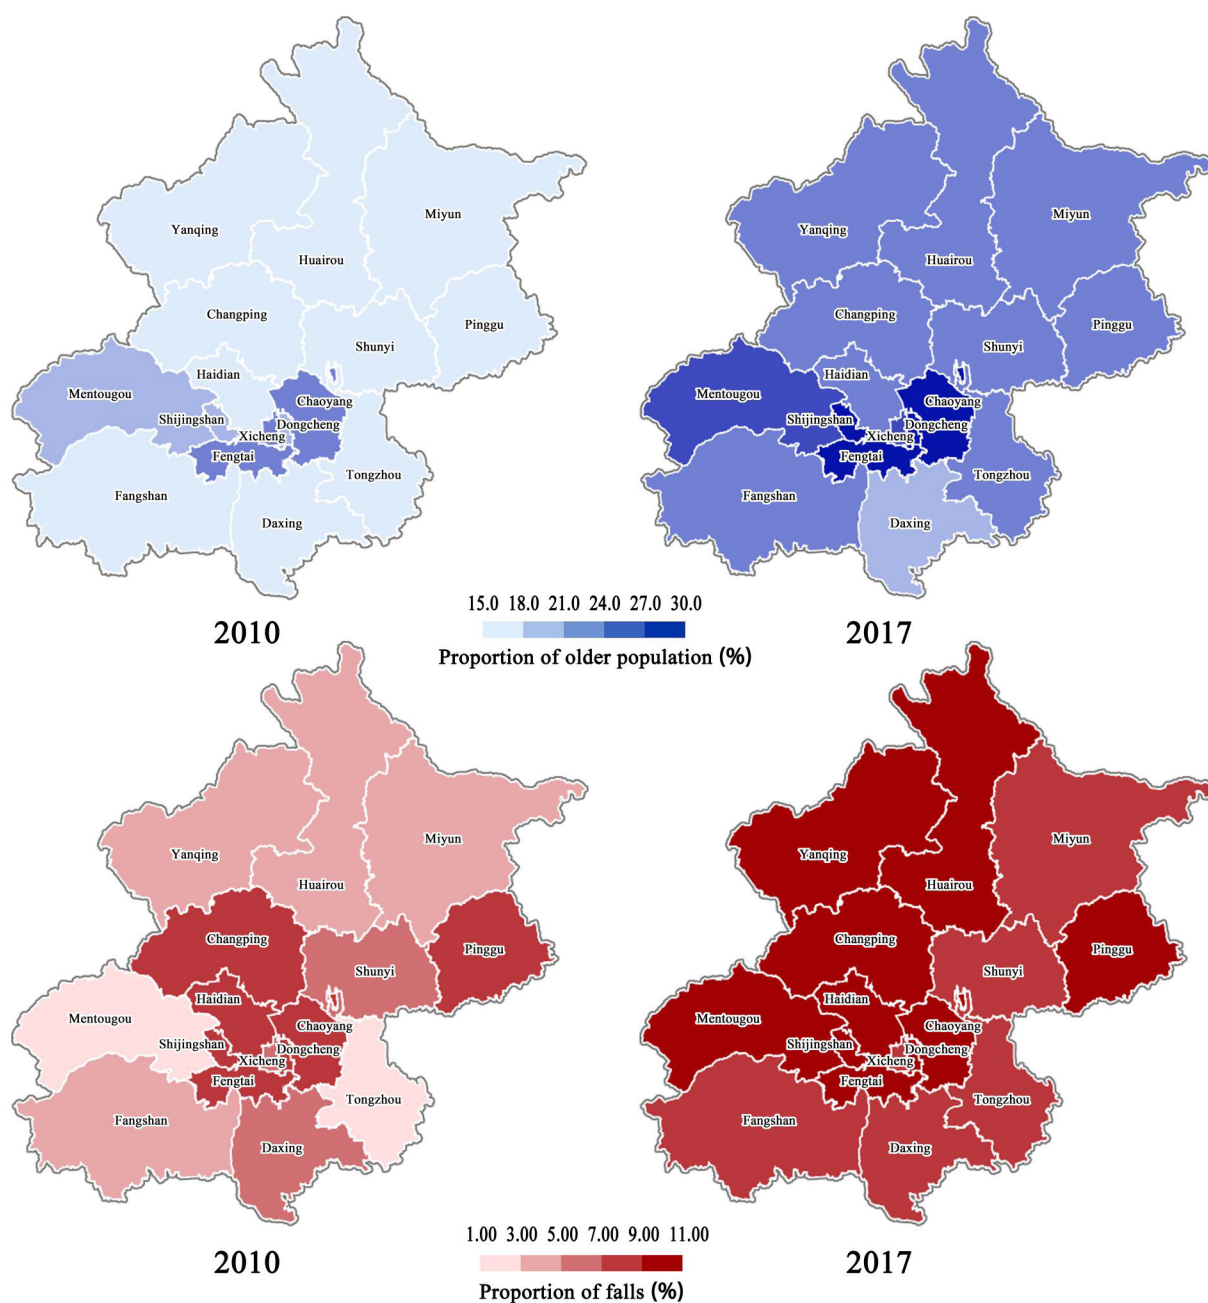 Yanqing
Miyun
Huairou
Changping
Pinggu
Shunyi
Haidian
Mentougou
Chaoyang
Shijingshan
Dongcheng
Xicheng
Fengtai
Tongzhou
Fangshan
Daxing
2010
Miyun
Yanqing
Huairou
Changping
Pinggu
Shunyi
Haidian
Mentougou
Chaoyang
Shijingshan
Dongcheng
Xicheng
Fengtai
Tongzhou
Fangshan
Daxing
2017
15.0 18.0 21.0 24.0 27.0 30.0
Proportion of older population (%)
Miyun
Yanqing
Huairou
Changping
Pinggu
Shunyi
Haidian
Mentougou
Chaoyang
Shijingshan
Dongcheng
Xicheng
Fengtai
Tongzhou
Fangshan
Daxing
2010
Miyun
Yanqing
Huairou
Changping
Pinggu
Shunyi
Haidian
Mentougou
Chaoyang
Shijingshan
Dongcheng
Xicheng
Fengtai
Tongzhou
Fangshan
Daxing
2017
1.00 3.00 5.00 7.00 9.00 11.00
Proportion of falls (%)